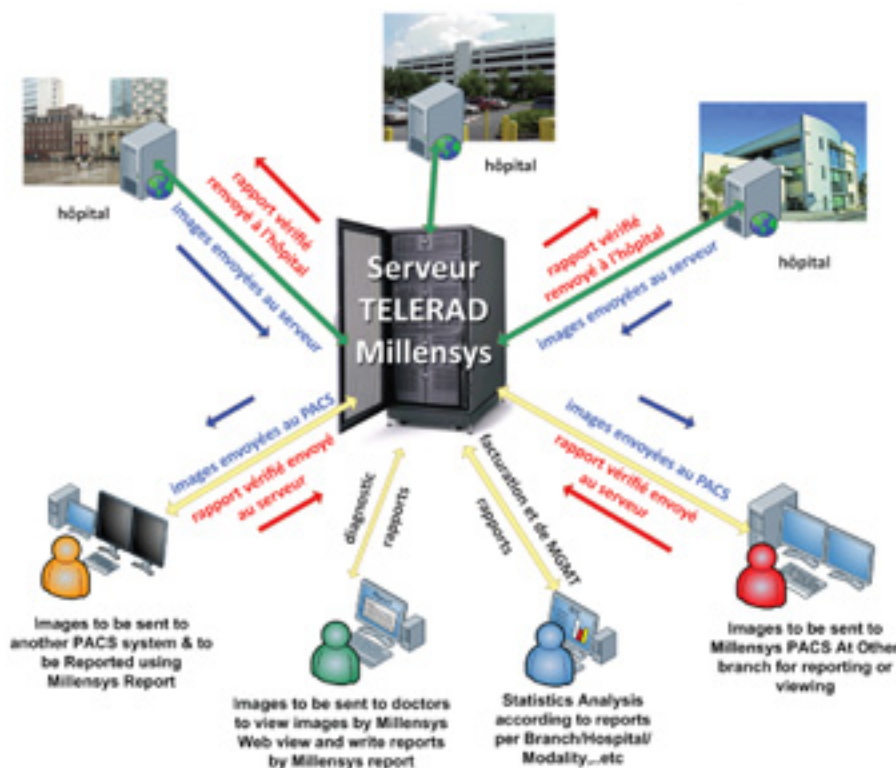 hôpital
hôpital
hôpital
rapport vérifié
renvoyé à l'hôpital
images envoyées au serveur
rapport vérifié
renvoyé à l'hôpital
images envoyées au serveur
Serveur
TELERAD
Millensys
images envoyées au PACS
rapport vérifié envoyé
au serveur
diagnostic
rapports
facturation et de MGMT
rapports
images envoyées au PACS
rapport vérifié envoyé
au serveur
Images to be sent to
another PACS system & to
be Reported using
Millensys Report
Images to be sent to doctors
to view images by Millensys
Web view and write reports
by Millensys report
Statistics Analysis
according to reports
per Branch/Hospital/
Modality,..etc
Images to be sent to
Millensys PACS At Other
branch for reporting or
viewing